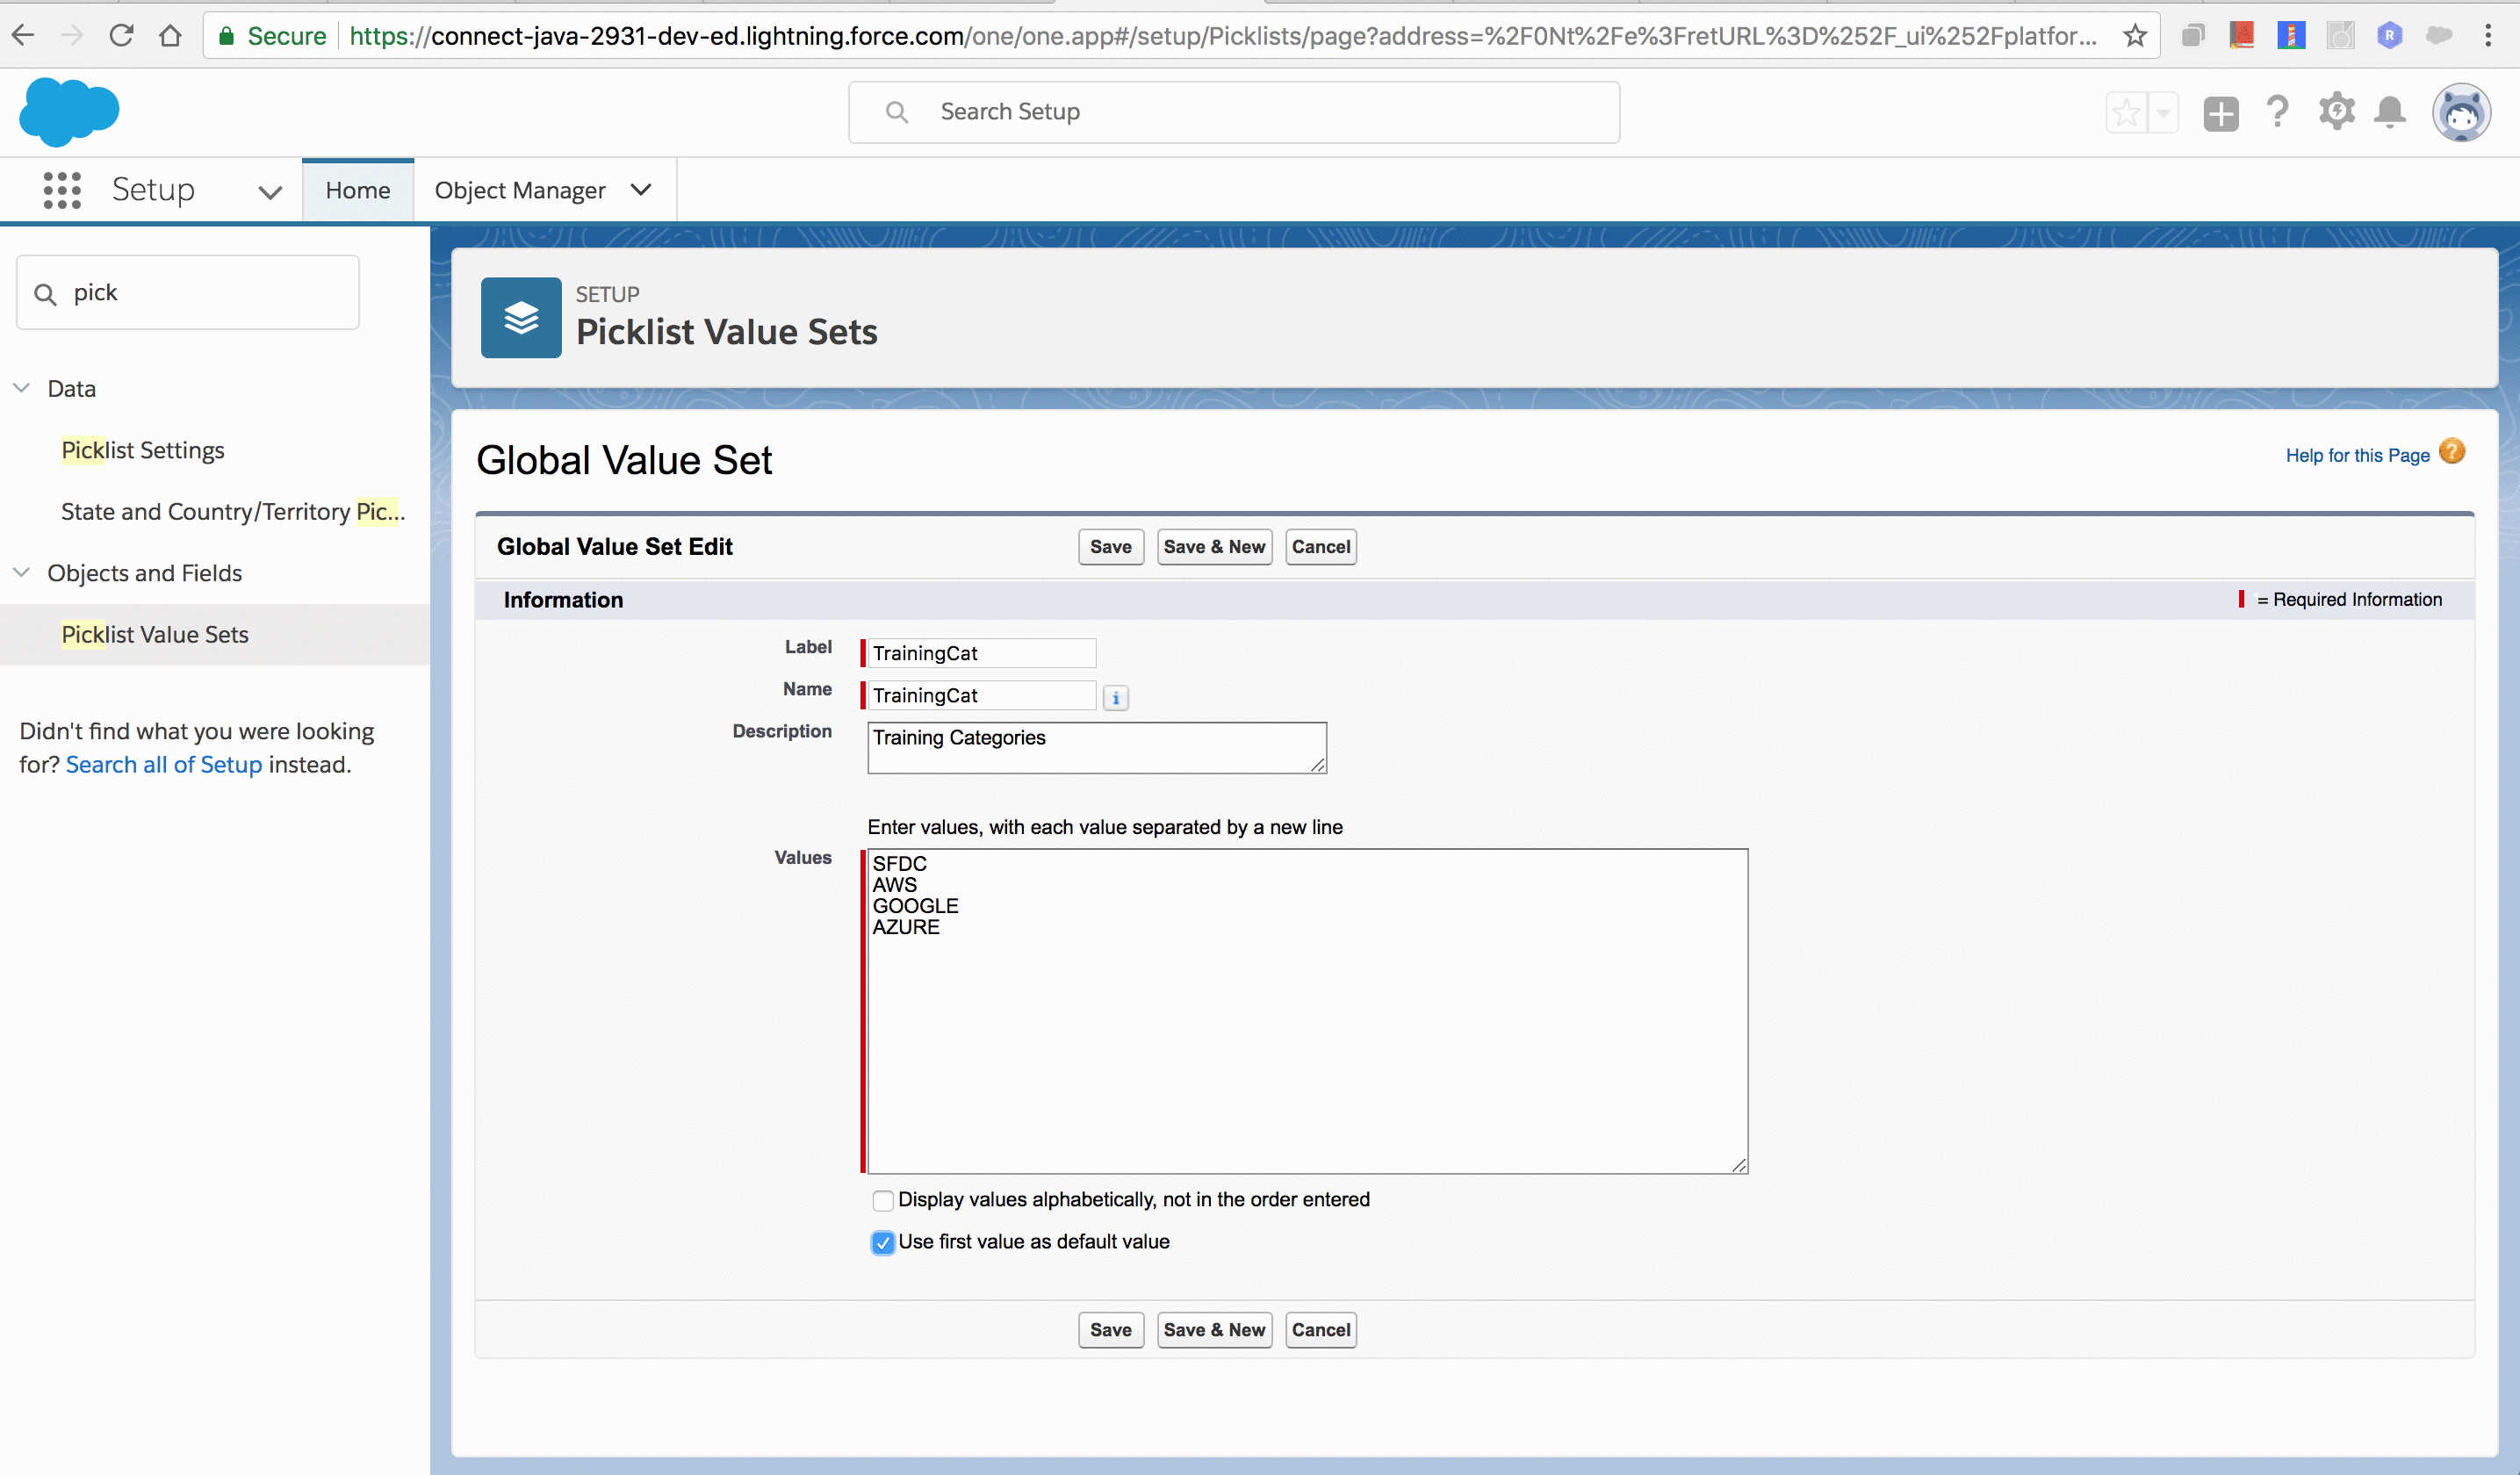 Secure https://connect-java-2931-dev-ed.lightning.force.com/one/one.app#/setup/Picklists/page?address=%2F0Nt%2Fe%3FretURL%3D%252F_ui%252Fplatfor...
Search Setup
Setup Home Object Manager
pick
Data
Picklist Settings
State and Country/Territory Pic...
Objects and Fields
Picklist Value Sets
Didn't find what you were looking
for? Search all of Setup instead.
SETUP
Picklist Value Sets
Global Value Set
Help for this Page ?
Global Value Set Edit
Save Save & New Cancel
Information
= Required Information
Label TrainingCat
Name TrainingCat i
Description Training Categories
Enter values, with each value separated by a new line
Values
SFDC
AWS
GOOGLE
AZURE
Display values alphabetically, not in the order entered
Use first value as default value
Save Save & New Cancel